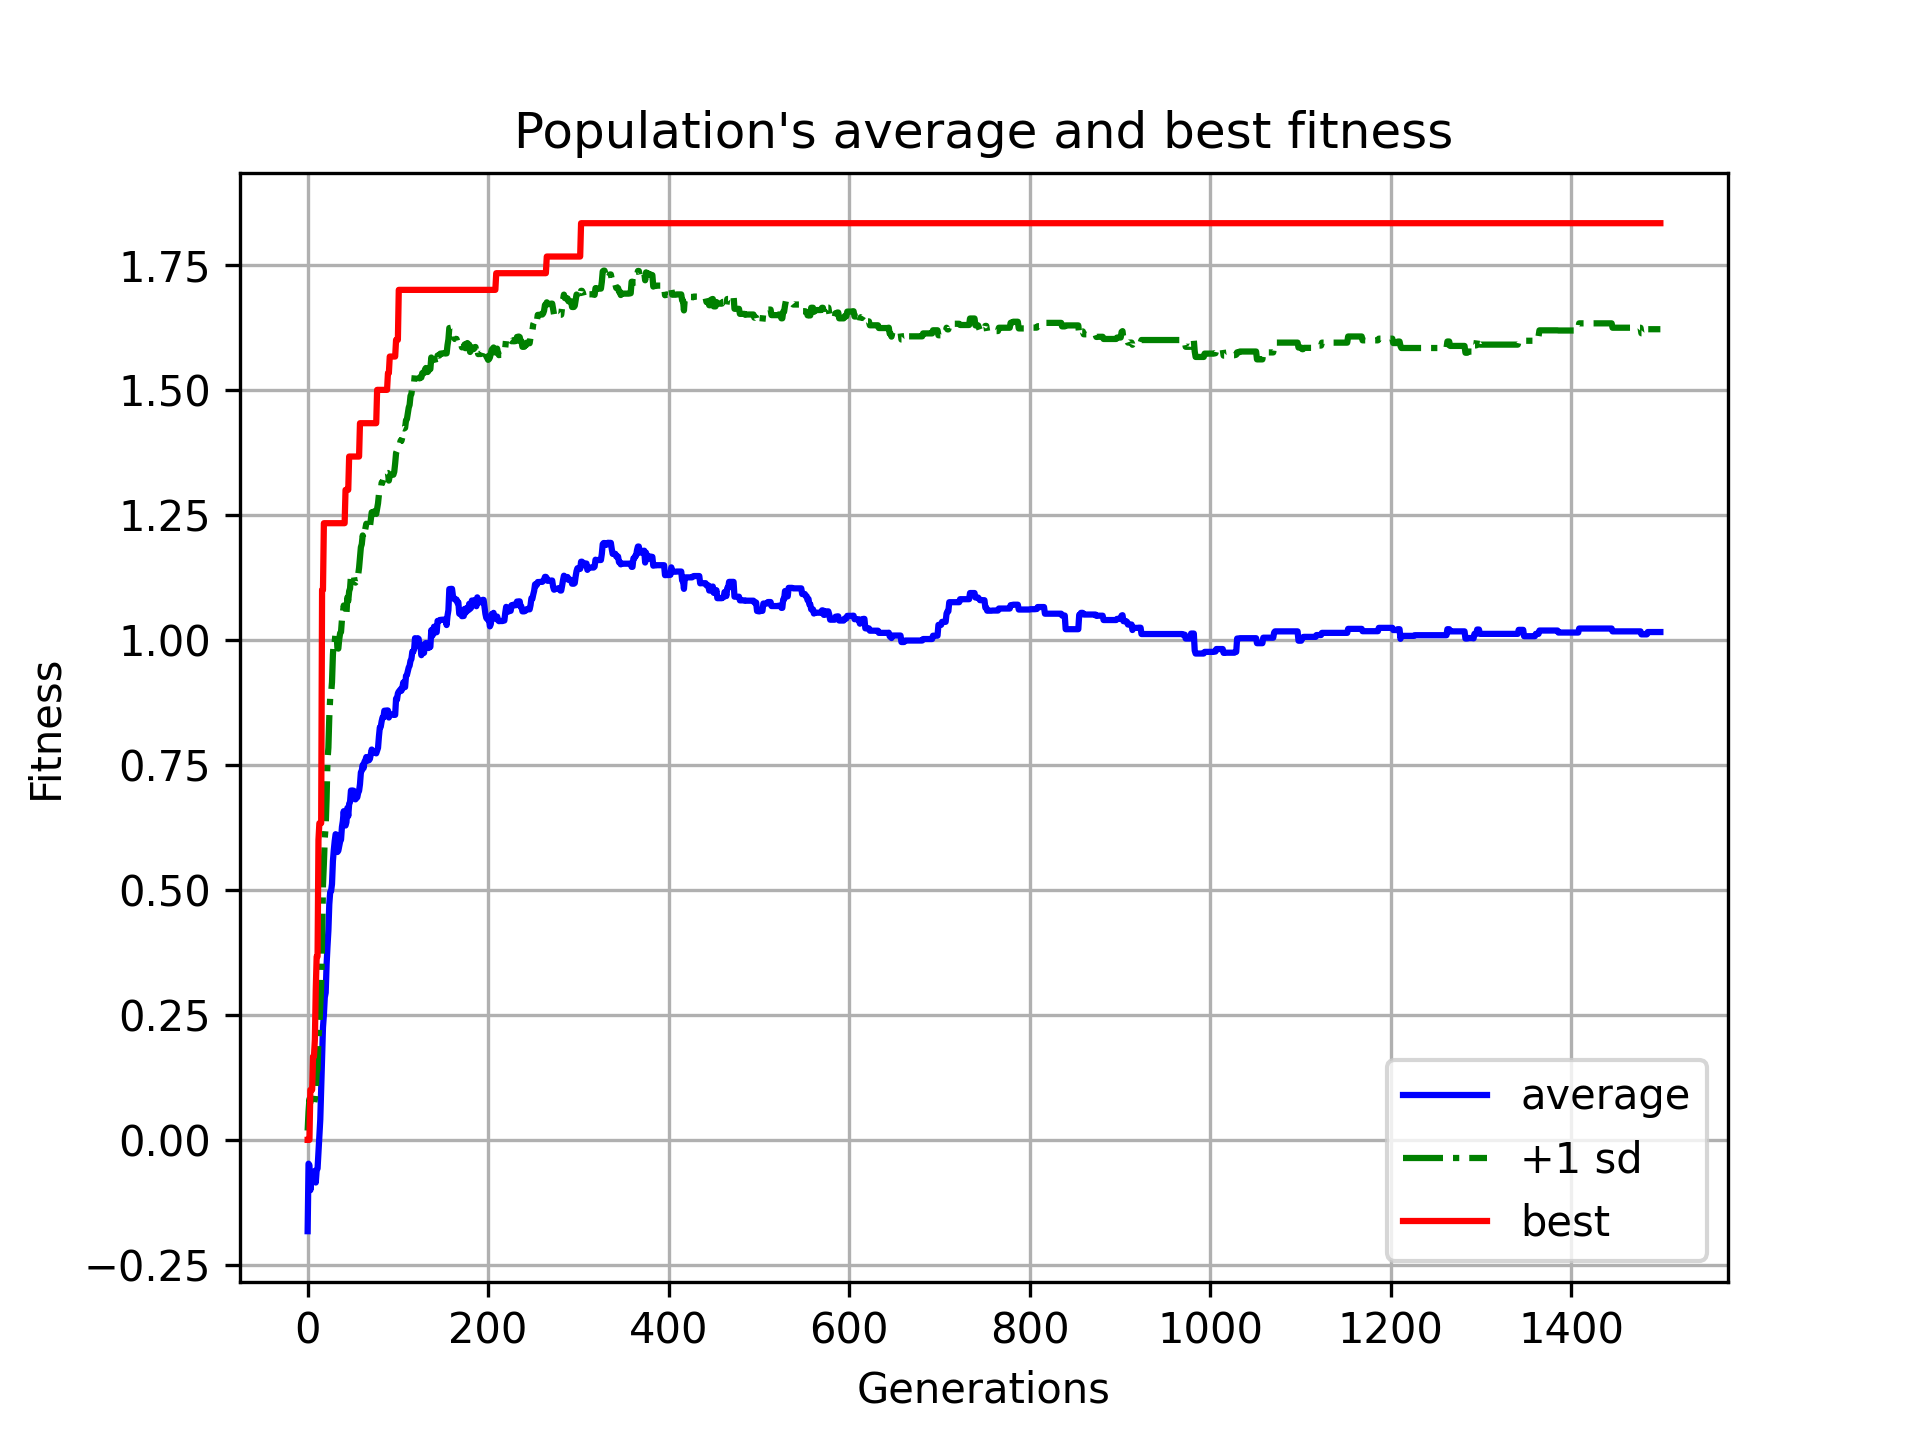 Population's average and best fitness
Fitness
1.75
1.50
1.25
1.00
0.75
0.50
0.25
0.00
−0.25
0 200 400 600 800 1000 1200 1400
Generations
average
+1 sd
best